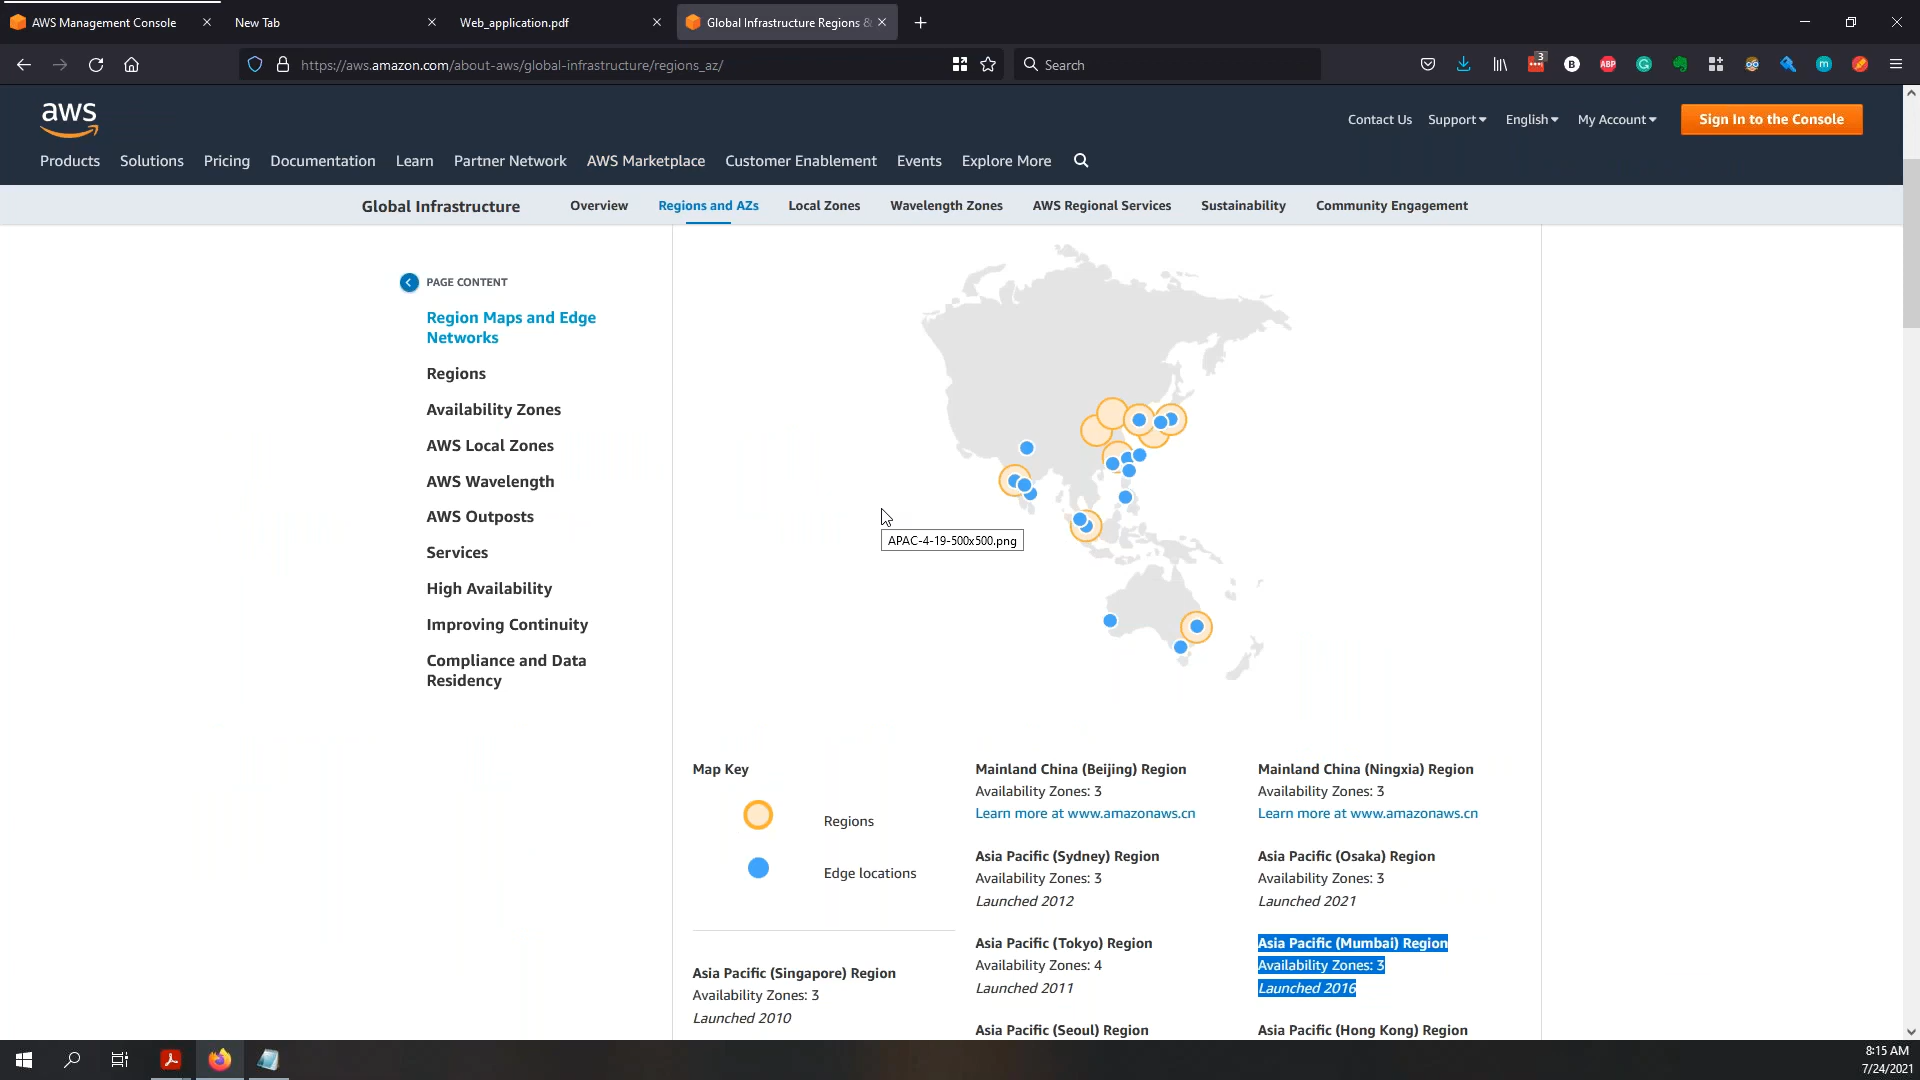 AWS Management Console
New Tab
Web_application.pdf
Global Infrastructure Regions &
https://aws.amazon.com/about-aws/global-infrastructure/regions_az/
Search
3
B
ABP
G
m
aws
Contact Us
Support
English
My Account
Sign In to the Console
Products
Solutions
Pricing
Documentation
Learn
Partner Network
AWS Marketplace
Customer Enablement
Events
Explore More
Global Infrastructure
Overview
Regions and AZs
Local Zones
Wavelength Zones
AWS Regional Services
Sustainability
Community Engagement
PAGE CONTENT
Region Maps and Edge
Networks
Regions
Availability Zones
AWS Local Zones
AWS Wavelength
AWS Outposts
Services
High Availability
Improving Continuity
Compliance and Data
Residency
APAC-4-19-500x500.png
Map Key
Regions
Edge locations
Asia Pacific (Singapore) Region
Availability Zones: 3
Launched 2010
Mainland China (Beijing) Region
Availability Zones: 3
Learn more at www.amazonaws.cn
Asia Pacific (Sydney) Region
Availability Zones: 3
Launched 2012
Asia Pacific (Tokyo) Region
Availability Zones: 4
Launched 2011
Asia Pacific (Seoul) Region
Mainland China (Ningxia) Region
Availability Zones: 3
Learn more at www.amazonaws.cn
Asia Pacific (Osaka) Region
Availability Zones: 3
Launched 2021
Asia Pacific (Mumbai) Region
Availability Zones: 3
Launched 2016
Asia Pacific (Hong Kong) Region
8:15 AM
7/24/2021